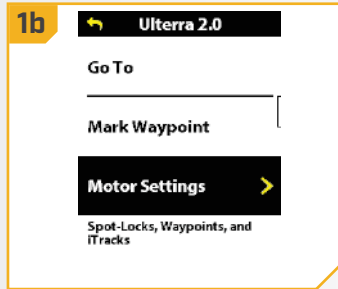 1b
Ulterra 2.0
Go To
Mark Waypoint
Motor Settings
Spot-Locks, Waypoints, and
iTracks